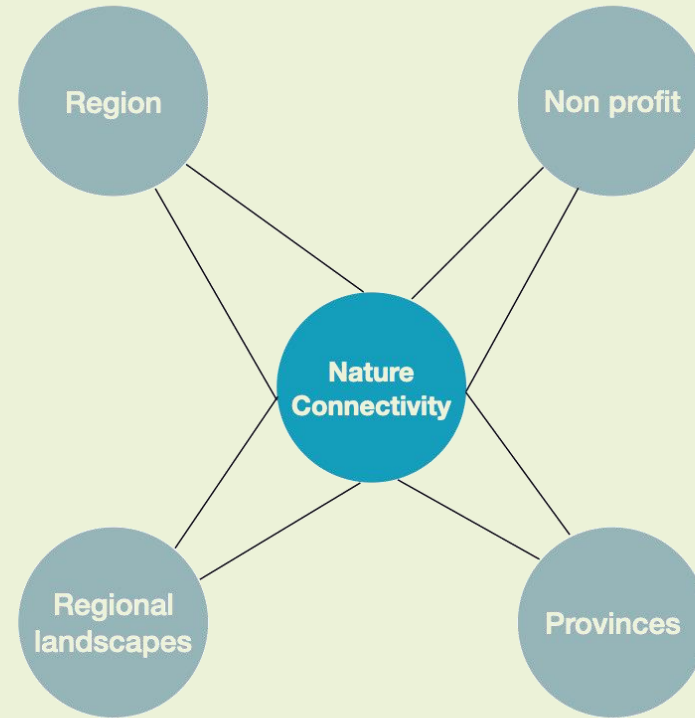 Region
Non profit
Nature
Connectivity
Regional
landscapes
Provinces